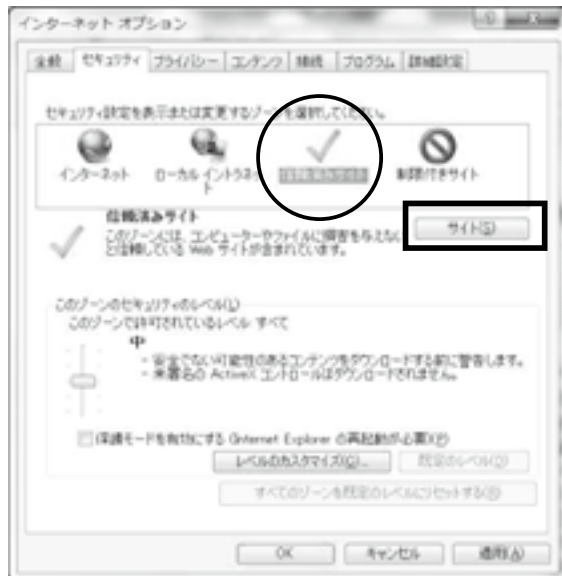 インターネット オプション
全般 セキュリティ プライバシー コンテンツ 接続 プログラム 詳細設定
セキュリティ設定を表示または変更するゾーンを選択してください。
インターネット ローカル イントラネット 信頼済みサイト 制限付きサイト
信頼済みサイト
サイト(S)
このゾーンには、コンピューターやファイルに損害を与えない
と信頼している Web サイトが含まれています。
このゾーンのセキュリティのレベル(L)
このゾーンで許可されているレベル すべて
中
- 安全でない可能性のあるコンテンツをダウンロードする前に警告します。
- 未署名の ActiveX コントロールはダウンロードされません。
保護モードを有効にする (Internet Explorer の再起動が必要)(P)
レベルのカスタマイズ(C)... 既定のレベル(D)
すべてのゾーンを既定のレベルにリセットする(R)
OK キャンセル 適用(A)